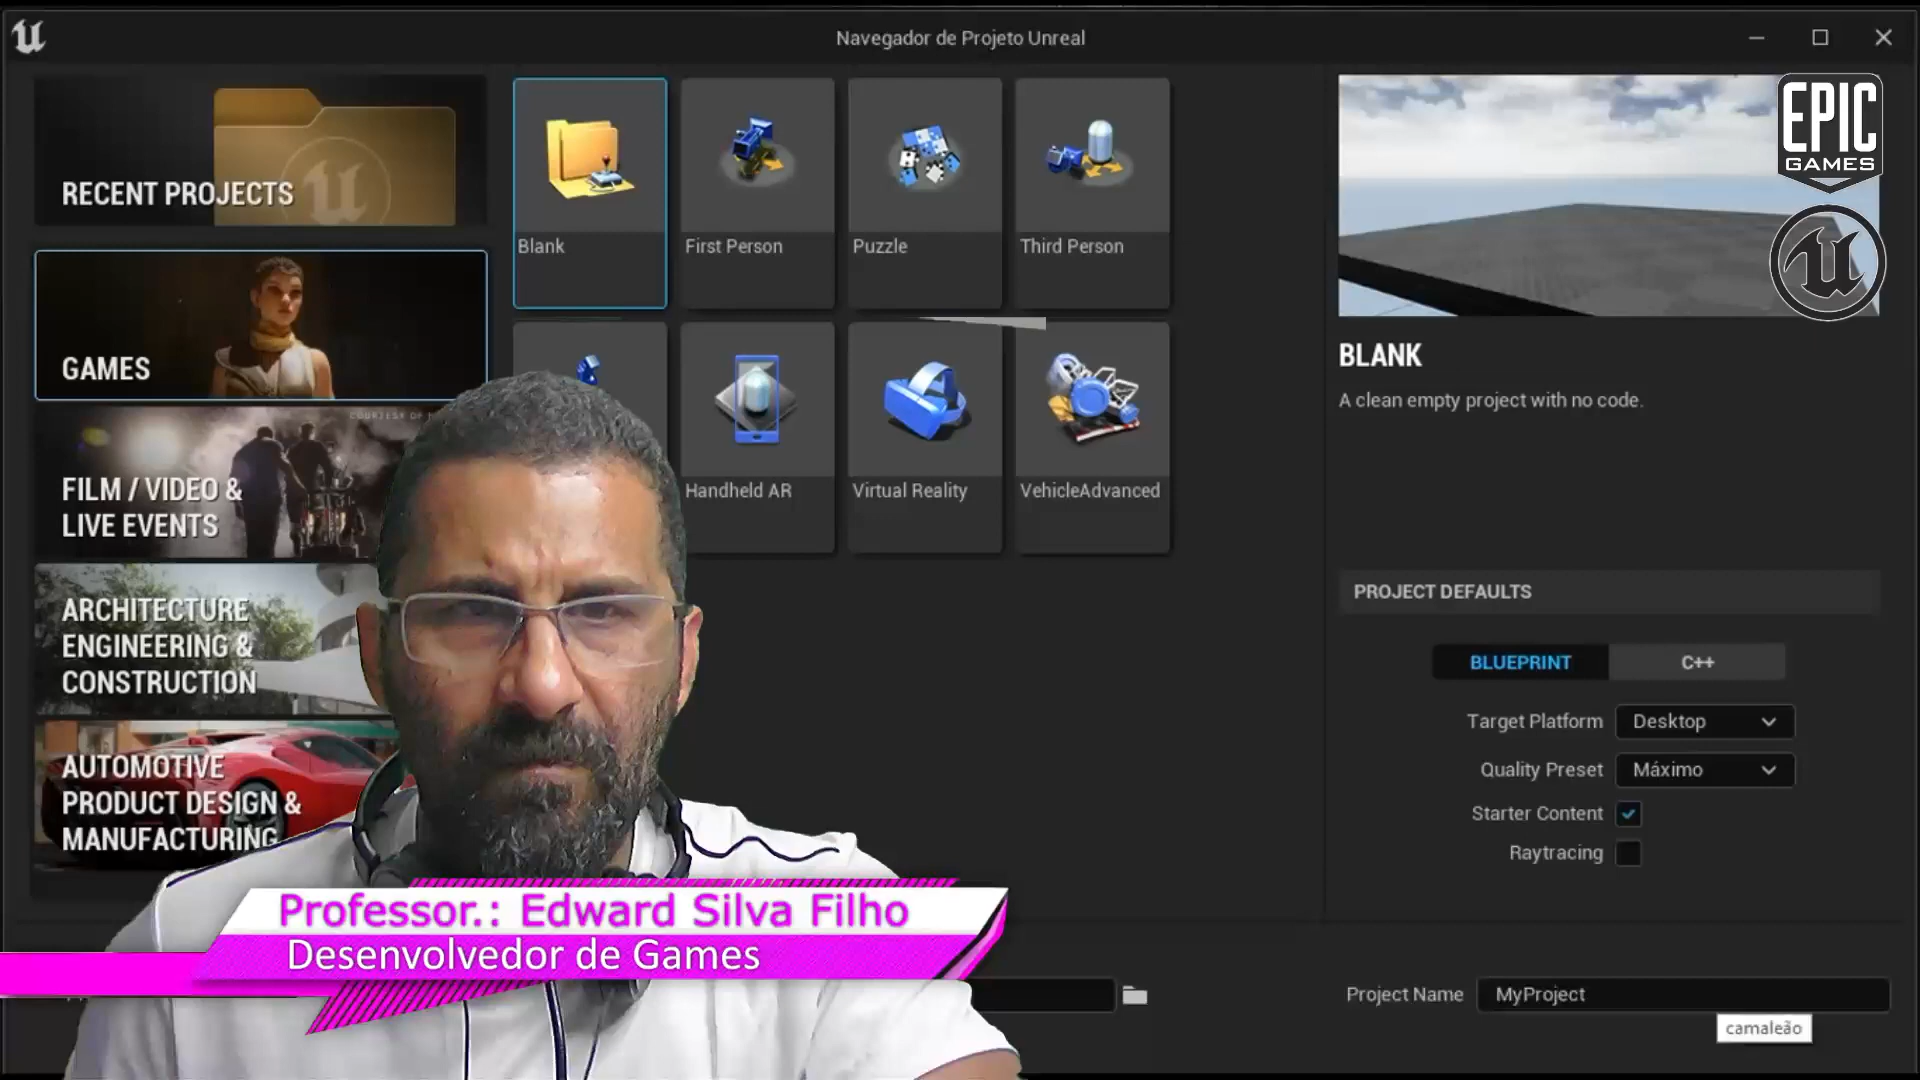 Navegador de Projeto Unreal
RECENT PROJECTS
GAMES
COURTESY OF
FILM / VIDEO &
LIVE EVENTS
ARCHITECTURE
ENGINEERING &
CONSTRUCTION
AUTOMOTIVE
PRODUCT DESIGN &
MANUFACTURING
Blank
First Person
Puzzle
Third Person
Handheld AR
Virtual Reality
VehicleAdvanced
EPIC
GAMES
BLANK
A clean empty project with no code.
PROJECT DEFAULTS
BLUEPRINT
C++
Target Platform
Desktop
Quality Preset
Máximo
Starter Content
Raytracing
Professor.: Edward Silva Filho
Desenvolvedor de Games
Project Name
MyProject
camaleão